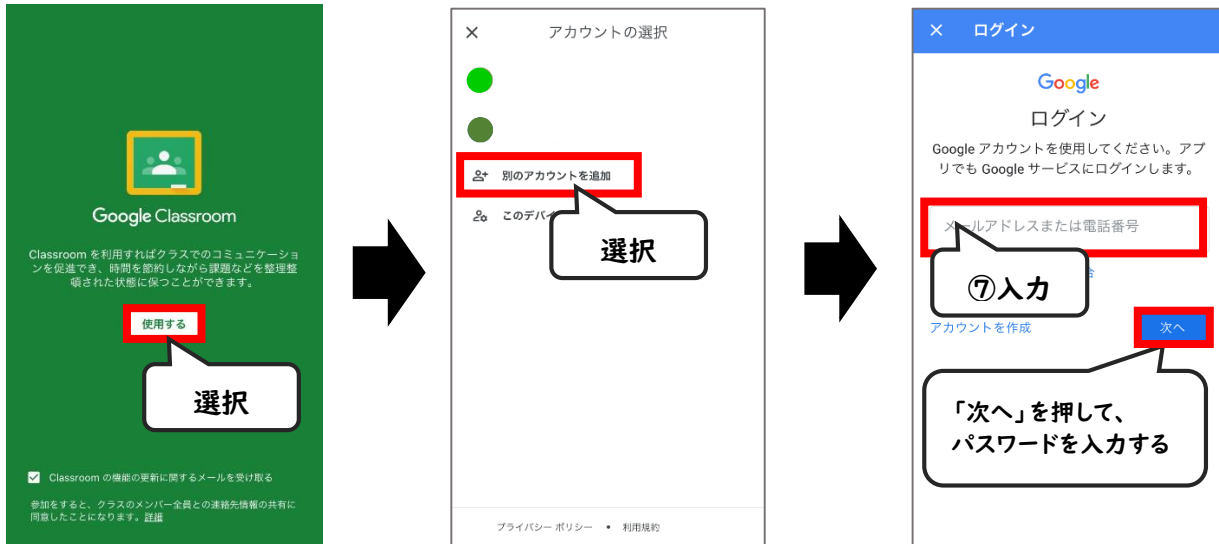 Google Classroom
Classroom を利用すればクラスでのコミュニケーショ
ンを促進でき、時間を節約しながら課題などを整理整
頓された状態に保つことができます。
使用する
選択
Classroom の機能の更新に関するメールを受け取る
参加をすると、クラスのメンバー全員との連絡先情報の共有に
同意したことになります。詳細
× アカウントの選択
別のアカウントを追加
このデバイ
選択
プライバシー ポリシー • 利用規約
× ログイン
Google
ログイン
Google アカウントを使用してください。アプ
リでも Google サービスにログインします。
メールアドレスまたは電話番号
⑦入力
アカウントを作成
次へ
「次へ」を押して、
パスワードを入力する